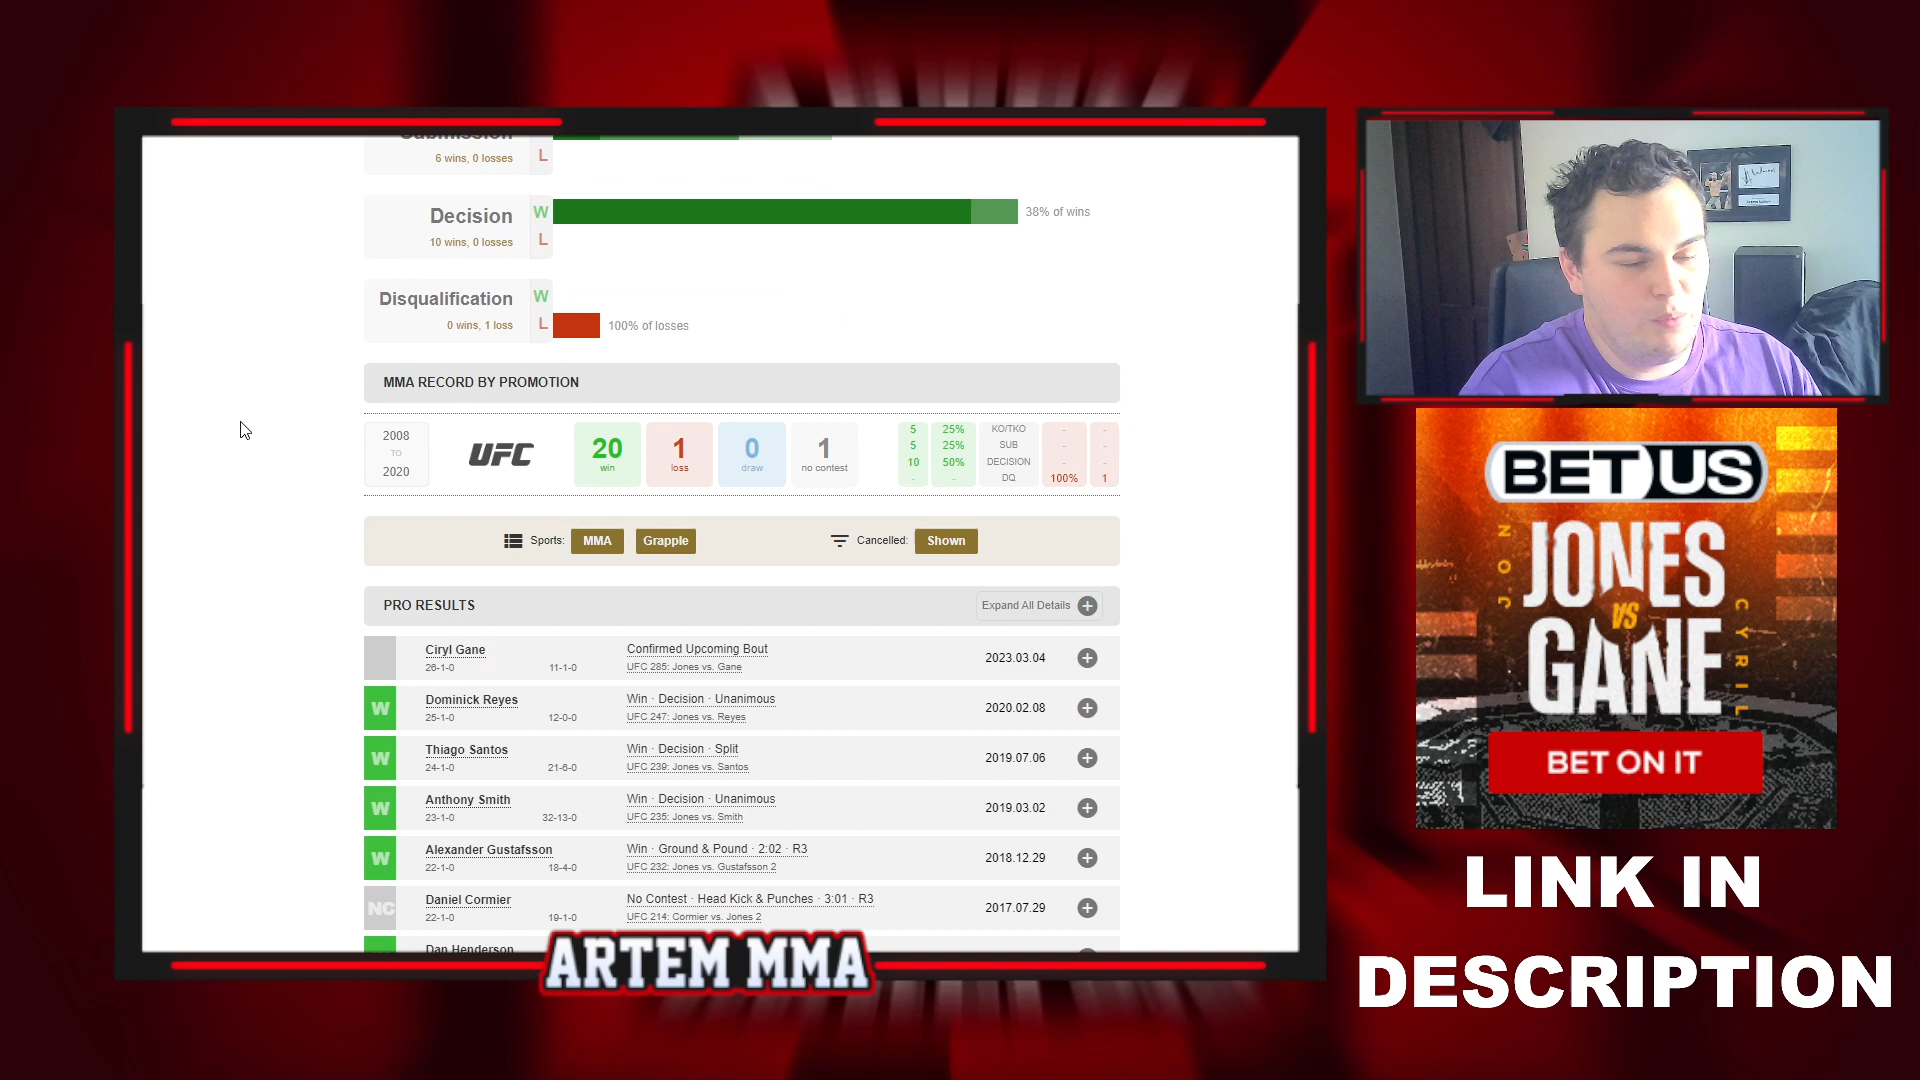 Submission
6 wins, 0 losses
L
Decision
W
38% of wins
10 wins, 0 losses
L
Disqualification
W
0 wins, 1 loss
L
100% of losses
MMA RECORD BY PROMOTION
2008
TO
2020
UFC
20
win
1
loss
0
draw
1
no contest
5 25% KO/TKO - -
5 25% SUB - -
10 50% DECISION - -
- - DQ 100% 1
Sports: MMA Grapple
Cancelled: Shown
PRO RESULTS
Expand All Details
Ciryl Gane
26-1-0 11-1-0
Confirmed Upcoming Bout
UFC 285: Jones vs. Gane
2023.03.04
W
Dominick Reyes
25-1-0 12-0-0
Win · Decision · Unanimous
UFC 247: Jones vs. Reyes
2020.02.08
W
Thiago Santos
24-1-0 21-6-0
Win · Decision · Split
UFC 239: Jones vs. Santos
2019.07.06
W
Anthony Smith
23-1-0 32-13-0
Win · Decision · Unanimous
UFC 235: Jones vs. Smith
2019.03.02
W
Alexander Gustafsson
22-1-0 18-4-0
Win · Ground & Pound · 2:02 · R3
UFC 232: Jones vs. Gustafsson 2
2018.12.29
NC
Daniel Cormier
22-1-0 19-1-0
No Contest · Head Kick & Punches · 3:01 · R3
UFC 214: Cormier vs. Jones 2
2017.07.29
Dan Henderson
ARTEM MMA
BET US
JON
JONES
VS
GANE
CYRIL
BET ON IT
LINK IN
DESCRIPTION